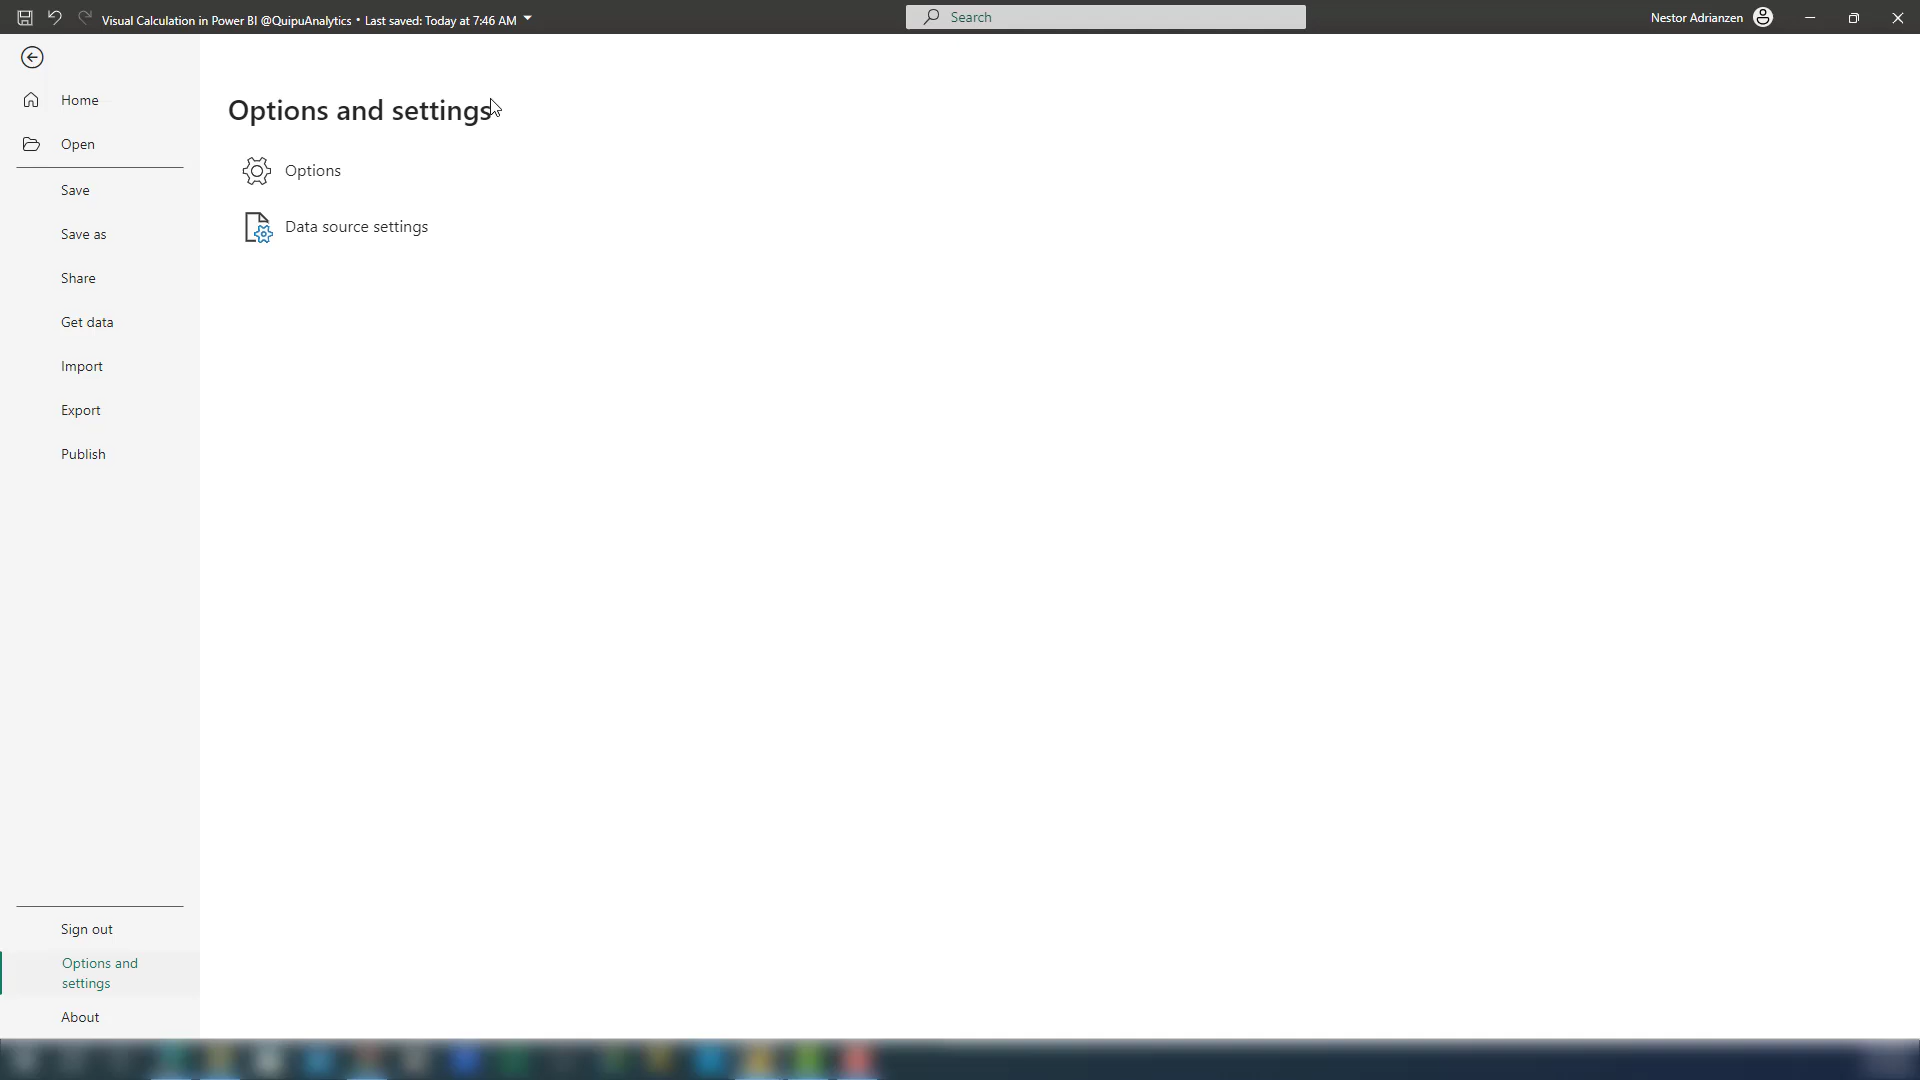 Visual Calculation in Power BI @QuipuAnalytics • Last saved: Today at 7:46 AM
Search
Nestor Adrianzen
Home
Open
Save
Save as
Share
Get data
Import
Export
Publish
Sign out
Options and
settings
About
Options and settings
Options
Data source settings